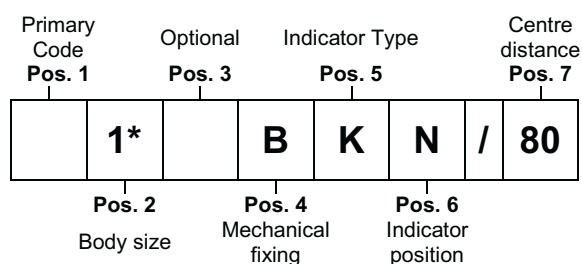 Primary
Code
Pos. 1
Optional
Pos. 3
Indicator Type
Pos. 5
Centre
distance
Pos. 7
1* B K N / 80
Pos. 2
Body size
Pos. 4
Mechanical
fixing
Pos. 6
Indicator
position